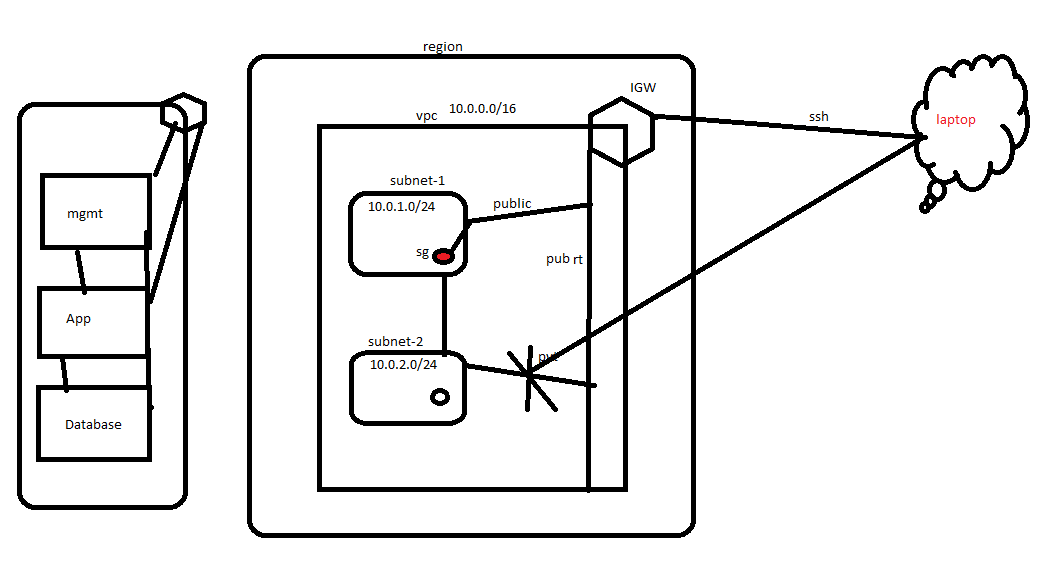 region
IGW
vpc 10.0.0.0/16
ssh
laptop
subnet-1
10.0.1.0/24
public
sg
pub rt
subnet-2
10.0.2.0/24
mgmt
App
Database